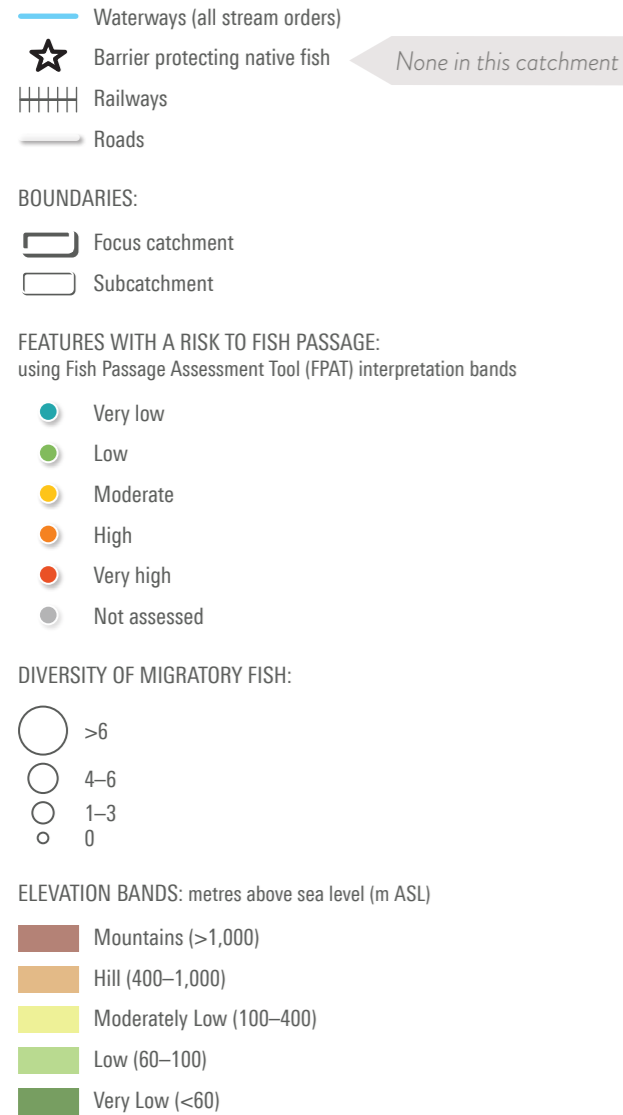 Waterways (all stream orders)
Barrier protecting native fish
None in this catchment
Railways
Roads
BOUNDARIES:
Focus catchment
Subcatchment
FEATURES WITH A RISK TO FISH PASSAGE:
using Fish Passage Assessment Tool (FPAT) interpretation bands
Very low
Low
Moderate
High
Very high
Not assessed
DIVERSITY OF MIGRATORY FISH:
>6
4–6
1–3
0
ELEVATION BANDS: metres above sea level (m ASL)
Mountains (>1,000)
Hill (400–1,000)
Moderately Low (100–400)
Low (60–100)
Very Low (<60)